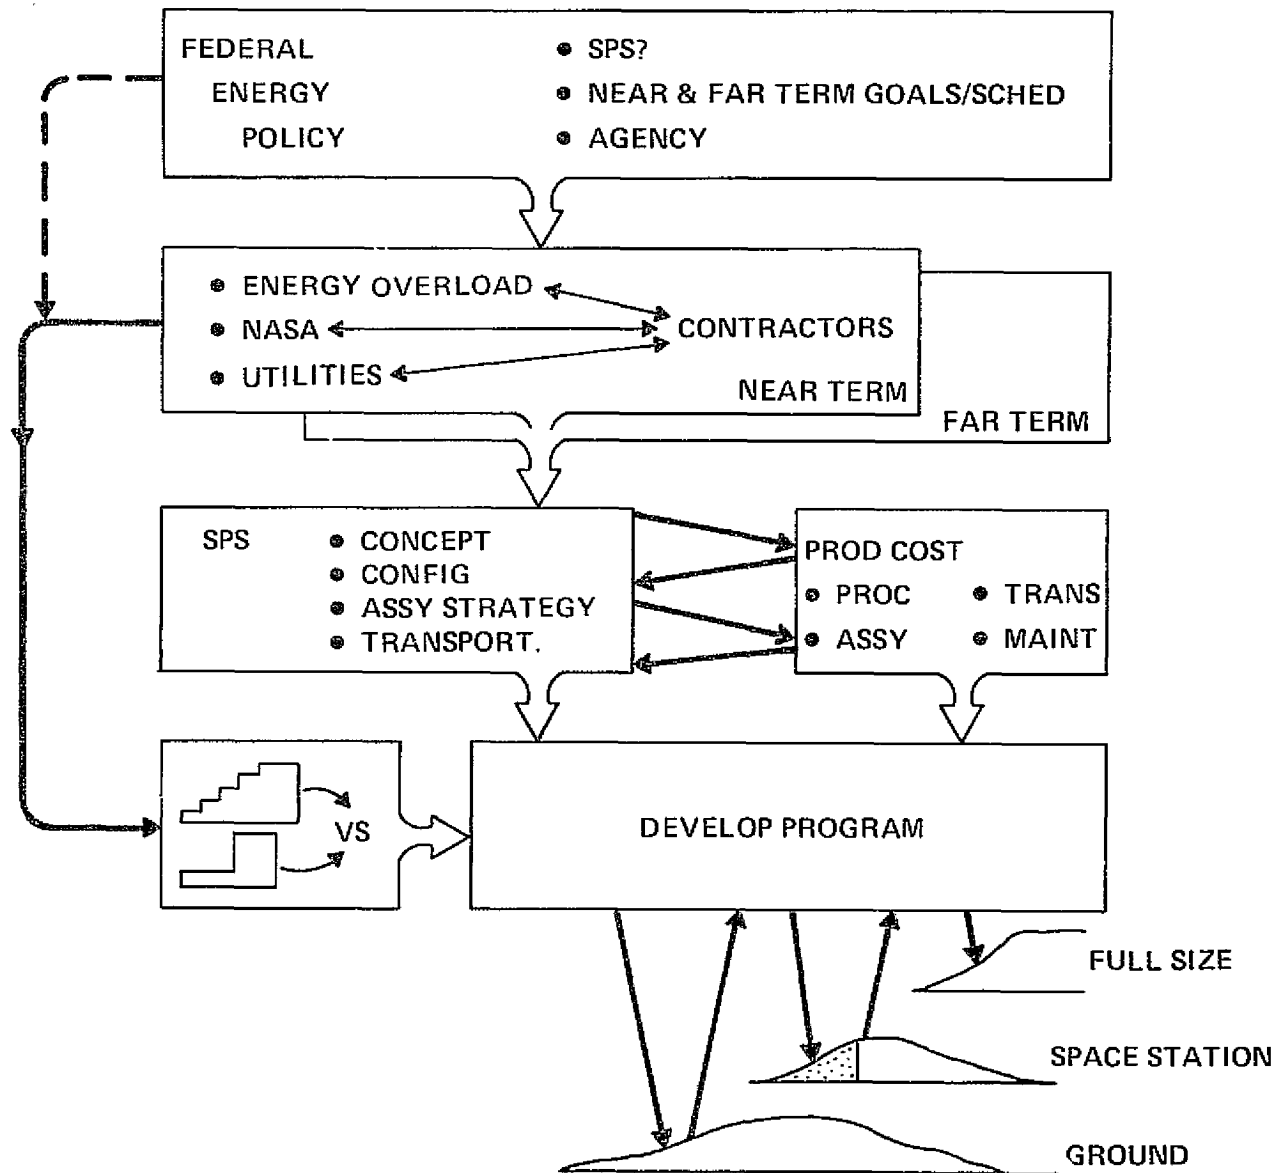 FEDERAL
ENERGY
POLICY
● SPS?
● NEAR & FAR TERM GOALS/SCHED
● AGENCY
● ENERGY OVERLOAD
● NASA
● UTILITIES
CONTRACTORS
NEAR TERM
FAR TERM
SPS
● CONCEPT
● CONFIG
● ASSY STRATEGY
● TRANSPORT.
PROD COST
● PROC ● TRANS
● ASSY ● MAINT
VS
DEVELOP PROGRAM
FULL SIZE
SPACE STATION
GROUND